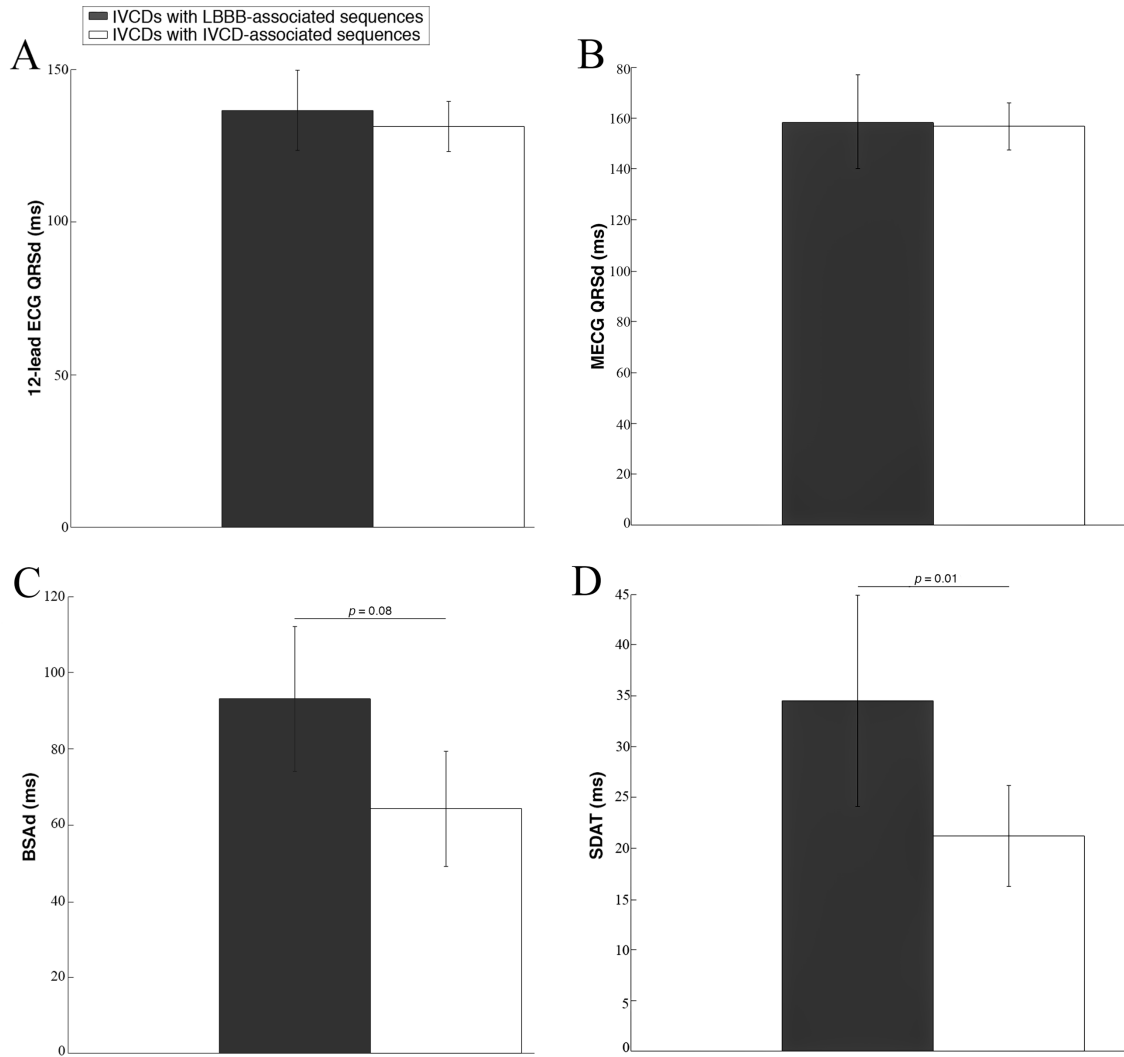 IVCDs with LBBB-associated sequences
IVCDs with IVCD-associated sequences
A
150
100
50
0
12-lead ECG QRSd (ms)
B
80
160
140
120
100
80
60
40
20
0
MECG QRSd (ms)
C
120
100
80
60
40
20
0
BSAd (ms)
p = 0.08
D
45
40
35
30
25
20
15
10
5
0
SDAT (ms)
p = 0.01